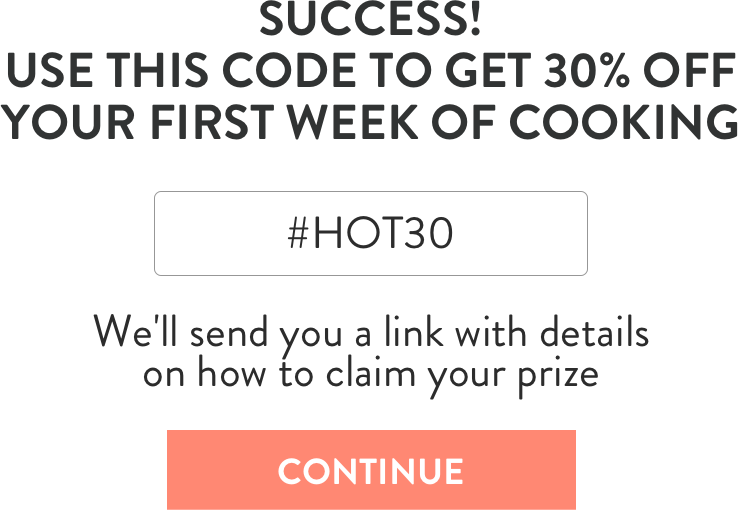 SUCCESS!
USE THIS CODE TO GET 30% OFF
YOUR FIRST WEEK OF COOKING
#HOT30
We'll send you a link with details
on how to claim your prize
CONTINUE